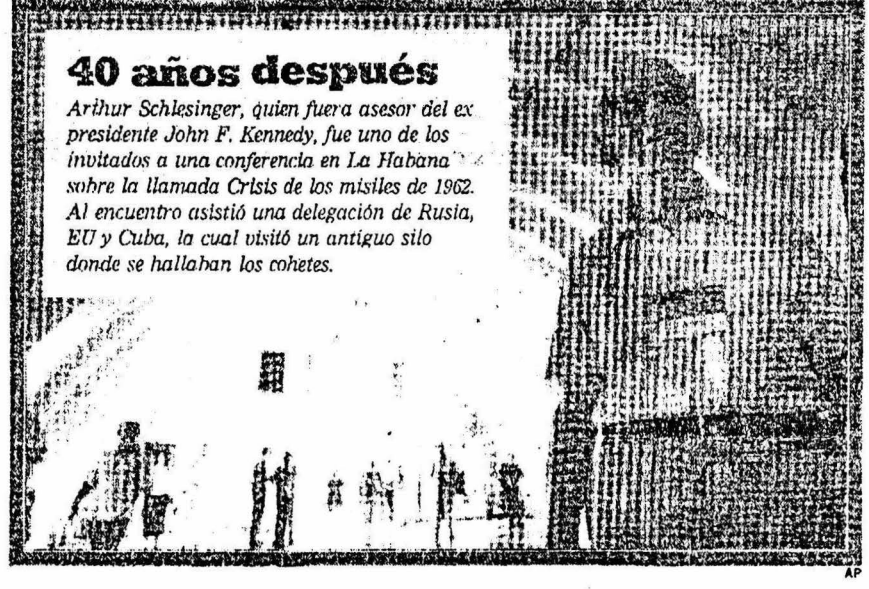 40 años después
Arthur Schlesinger, quien fuera asesor del ex
presidente John F. Kennedy, fue uno de los
invitados a una conferencia en La Habana
sobre la llamada Crisis de los misiles de 1962.
Al encuentro asistió una delegación de Rusia,
EU y Cuba, la cual visitó un antiguo silo
donde se hallaban los cohetes.
AP